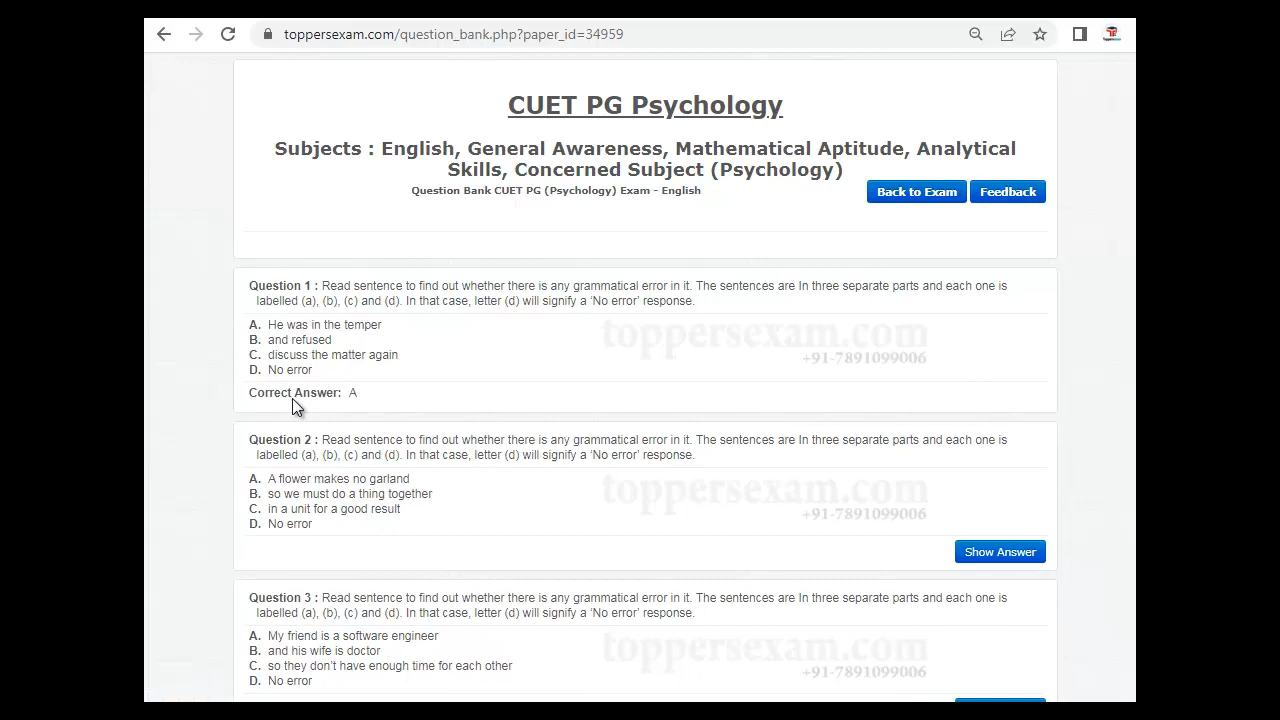 toppersexam.com/question_bank.php?paper_id=34959
CUET PG Psychology
Subjects : English, General Awareness, Mathematical Aptitude, Analytical
Skills, Concerned Subject (Psychology)
Question Bank CUET PG (Psychology) Exam - English
Back to Exam
Feedback
Question 1 : Read sentence to find out whether there is any grammatical error in it. The sentences are In three separate parts and each one is
labelled (a), (b), (c) and (d). In that case, letter (d) will signify a ‘No error’ response.
A. He was in the temper
B. and refused
C. discuss the matter again
D. No error
toppersexam.com
+91-7891099006
Correct Answer: A
Question 2 : Read sentence to find out whether there is any grammatical error in it. The sentences are In three separate parts and each one is
labelled (a), (b), (c) and (d). In that case, letter (d) will signify a ‘No error’ response.
A. A flower makes no garland
B. so we must do a thing together
C. in a unit for a good result
D. No error
toppersexam.com
+91-7891099006
Show Answer
Question 3 : Read sentence to find out whether there is any grammatical error in it. The sentences are In three separate parts and each one is
labelled (a), (b), (c) and (d). In that case, letter (d) will signify a ‘No error’ response.
A. My friend is a software engineer
B. and his wife is doctor
C. so they don’t have enough time for each other
D. No error
toppersexam.com
+91-7891099006